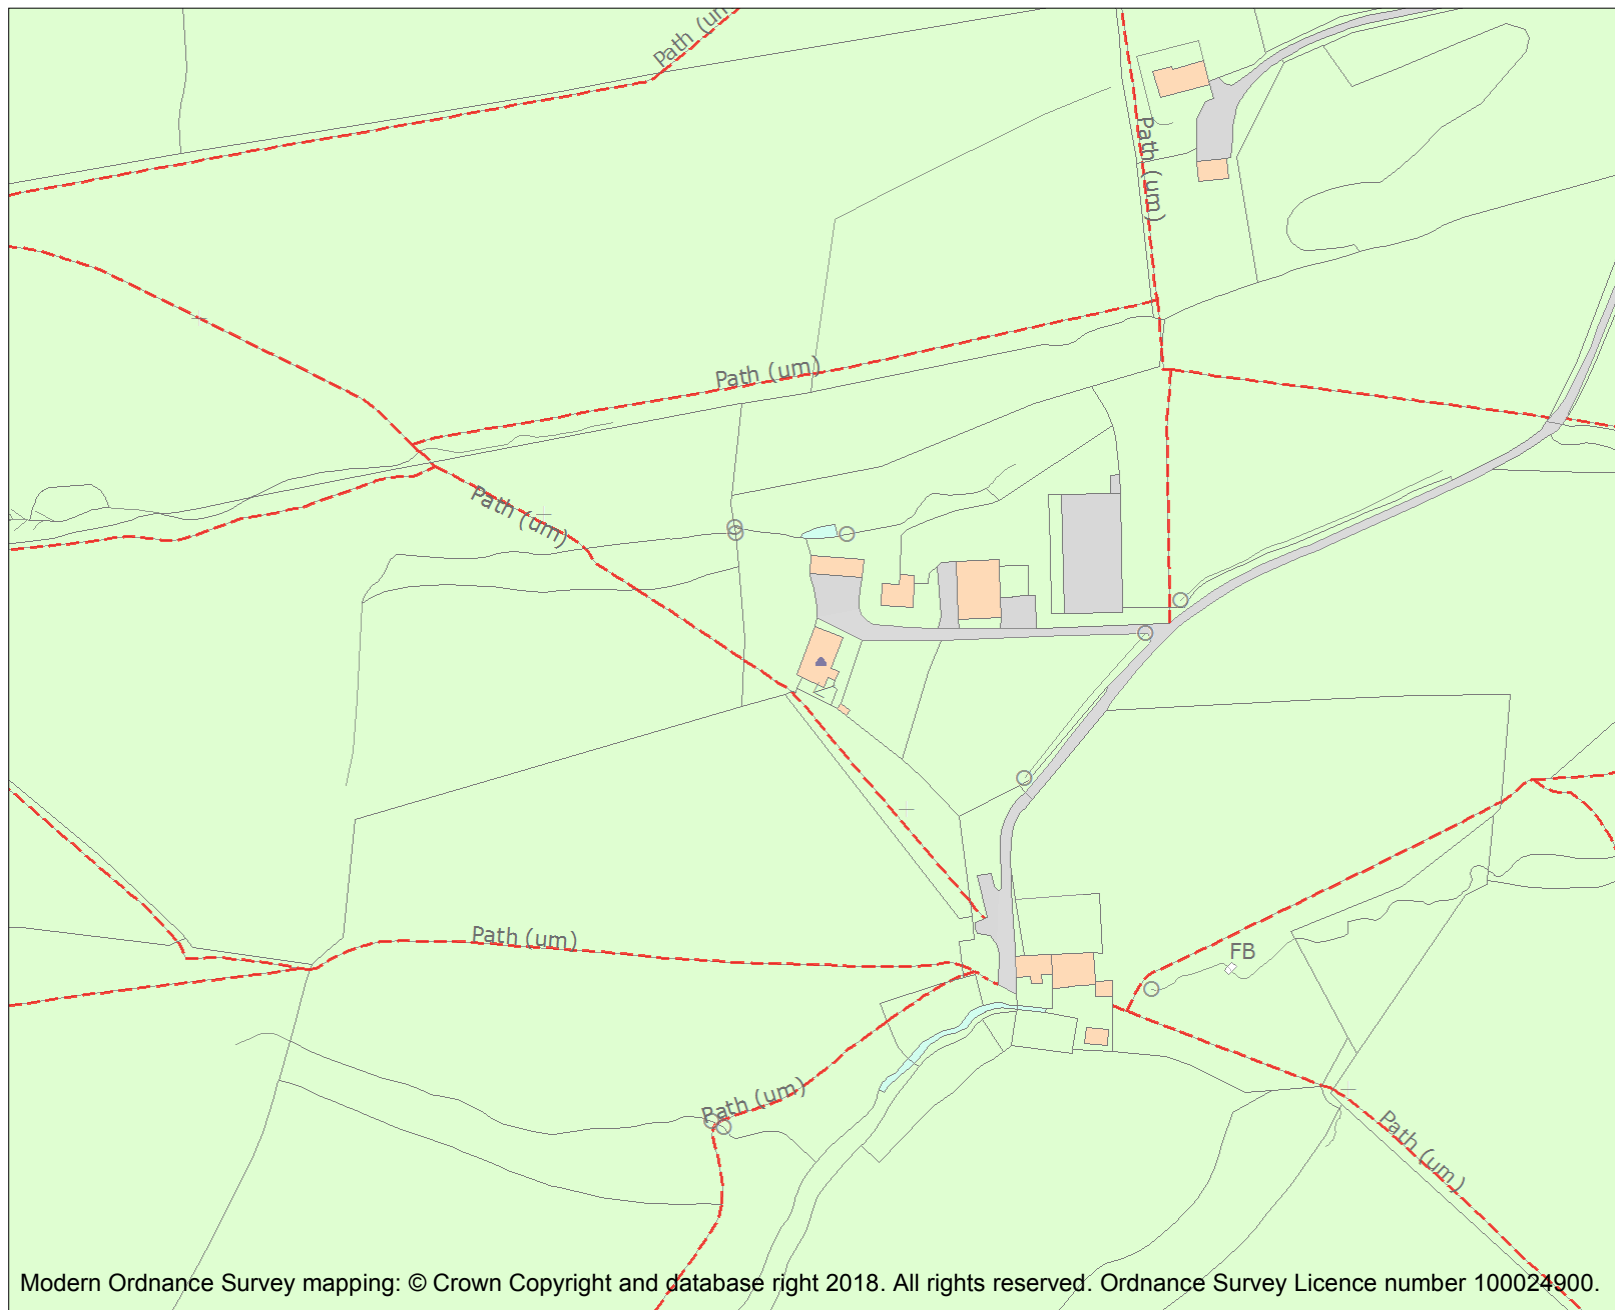 Path (un
Path (um)
Path (um)
Path (um)
Path (um)
FB
Path (um)
Path (um)
Modern Ordnance Survey mapping: © Crown Copyright and database right 2018. All rights reserved. Ordnance Survey Licence number 100024900.